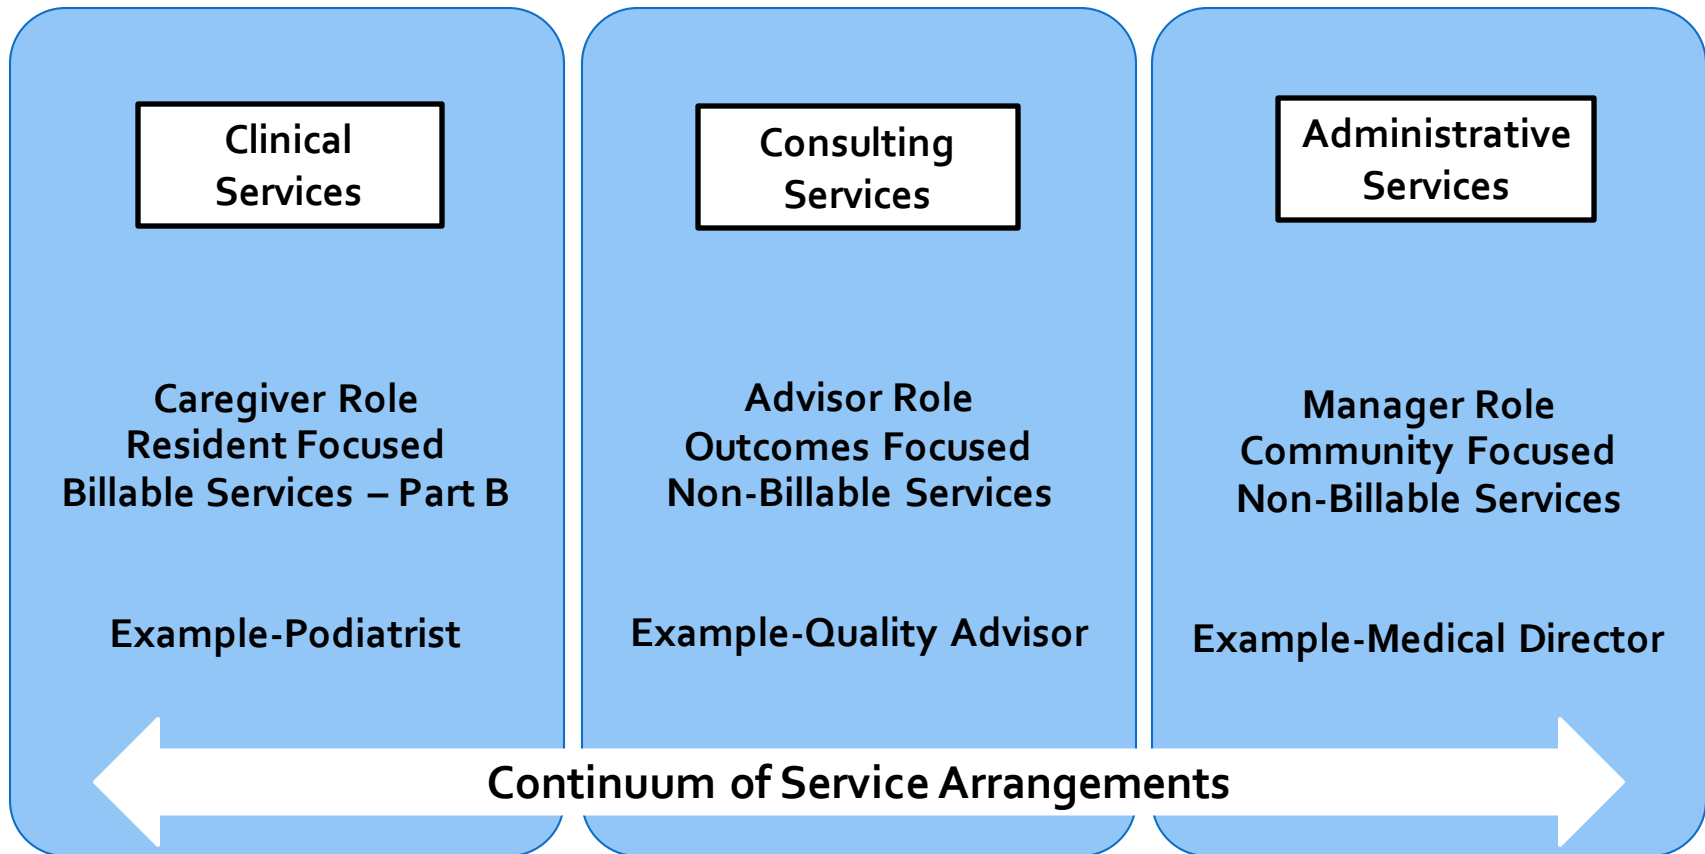 Clinical
Services
Caregiver Role
Resident Focused
Billable Services – Part B
Example-Podiatrist
Consulting
Services
Advisor Role
Outcomes Focused
Non-Billable Services
Example-Quality Advisor
Administrative
Services
Manager Role
Community Focused
Non-Billable Services
Example-Medical Director
Continuum of Service Arrangements